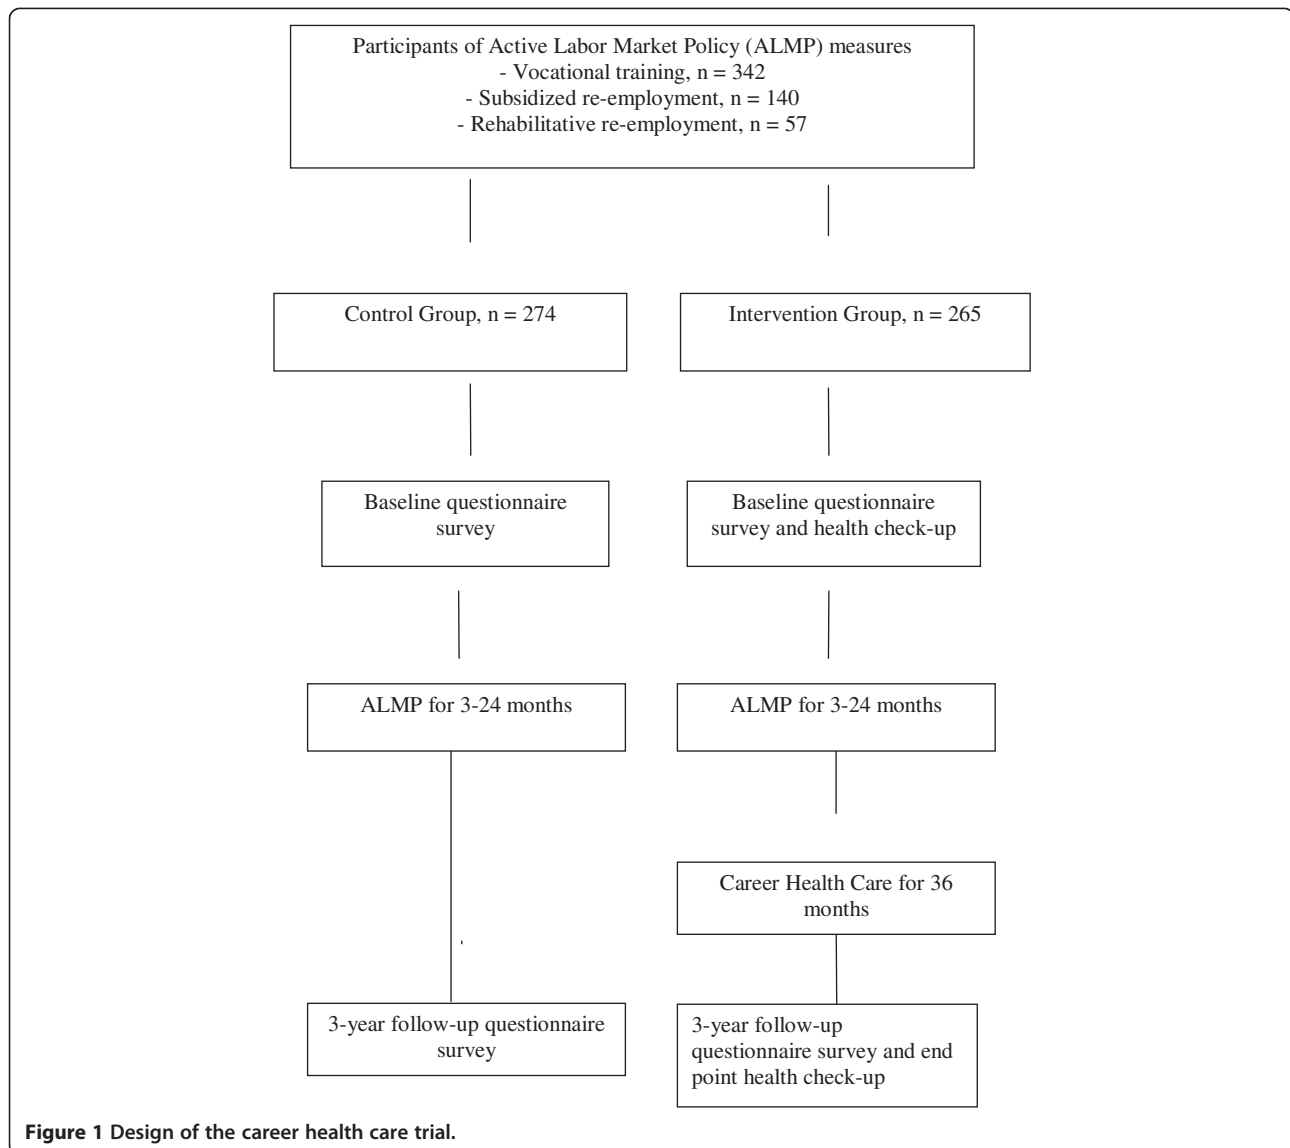 Participants of Active Labor Market Policy (ALMP) measures
- Vocational training, n = 342
- Subsidized re-employment, n = 140
- Rehabilitative re-employment, n = 57
Control Group, n = 274
Intervention Group, n = 265
Baseline questionnaire
survey
Baseline questionnaire
survey and health check-up
ALMP for 3-24 months
ALMP for 3-24 months
Career Health Care for 36
months
3-year follow-up questionnaire
survey
3-year follow-up
questionnaire survey and end
point health check-up
Figure 1 Design of the career health care trial.